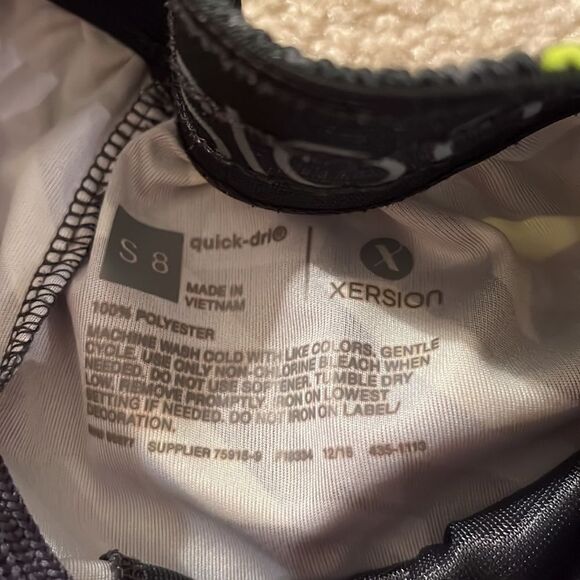 S 8
quick-dri®
MADE IN
VIETNAM
X
XERSION
100% POLYESTER
MACHINE WASH COLD WITH LIKE COLORS. GENTLE
CYCLE. USE ONLY NON-CHLORINE BLEACH WHEN
NEEDED. DO NOT USE SOFTENER. TUMBLE DRY
LOW. REMOVE PROMPTLY. IRON ON LOWEST
SETTING IF NEEDED. DO NOT IRON ON LABEL/
DECORATION.
SUPPLIER 75915-9 12/16 435-1113